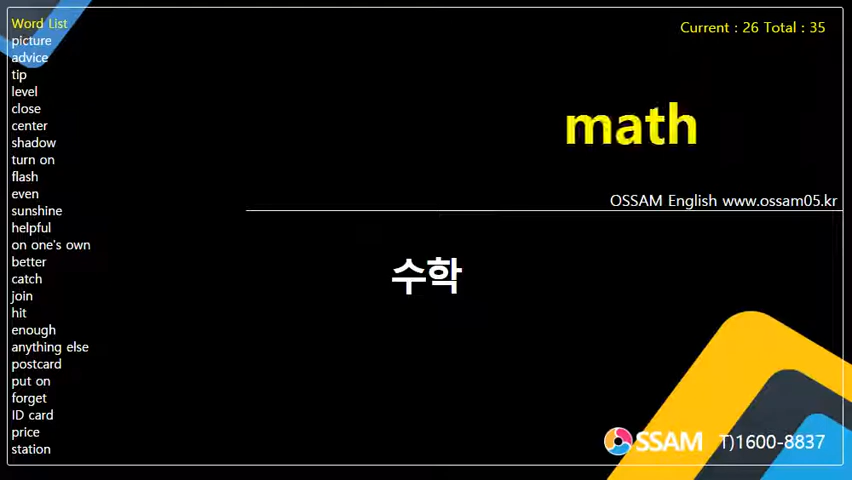 Word List
picture
advice
tip
level
close
center
shadow
turn on
flash
even
sunshine
helpful
on one's own
better
catch
join
hit
enough
anything else
postcard
put on
forget
ID card
price
station
Current : 26 Total : 35
math
OSSAM English www.ossam05.kr
수학
OSSAM T)1600-8837